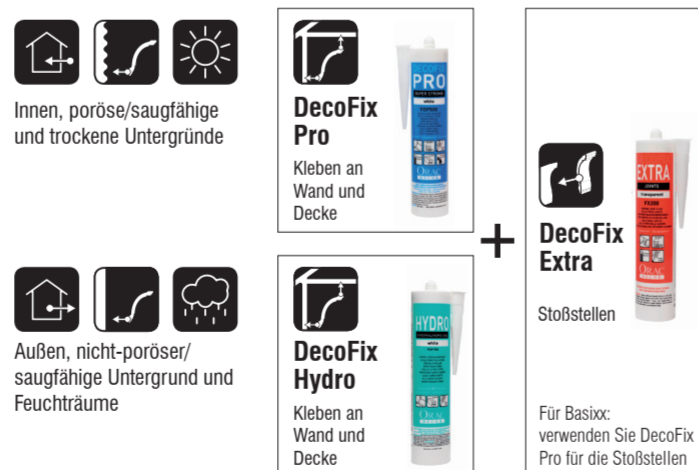 Innen, poröse/saugfähige
und trockene Untergründe
DecoFix
Pro
Kleben an
Wand und
Decke
DECOFIX
PRO
SUPER STRONG
white
ORAC
Außen, nicht-poröser/
saugfähige Untergrund und
Feuchträume
DecoFix
Hydro
Kleben an
Wand und
Decke
HYDRO
white
ORAC
+
DecoFix
Extra
Stoßstellen
EXTRA
JOINTS
transparent
FX200
ORAC
Für Basixx:
verwenden Sie DecoFix
Pro für die Stoßstellen